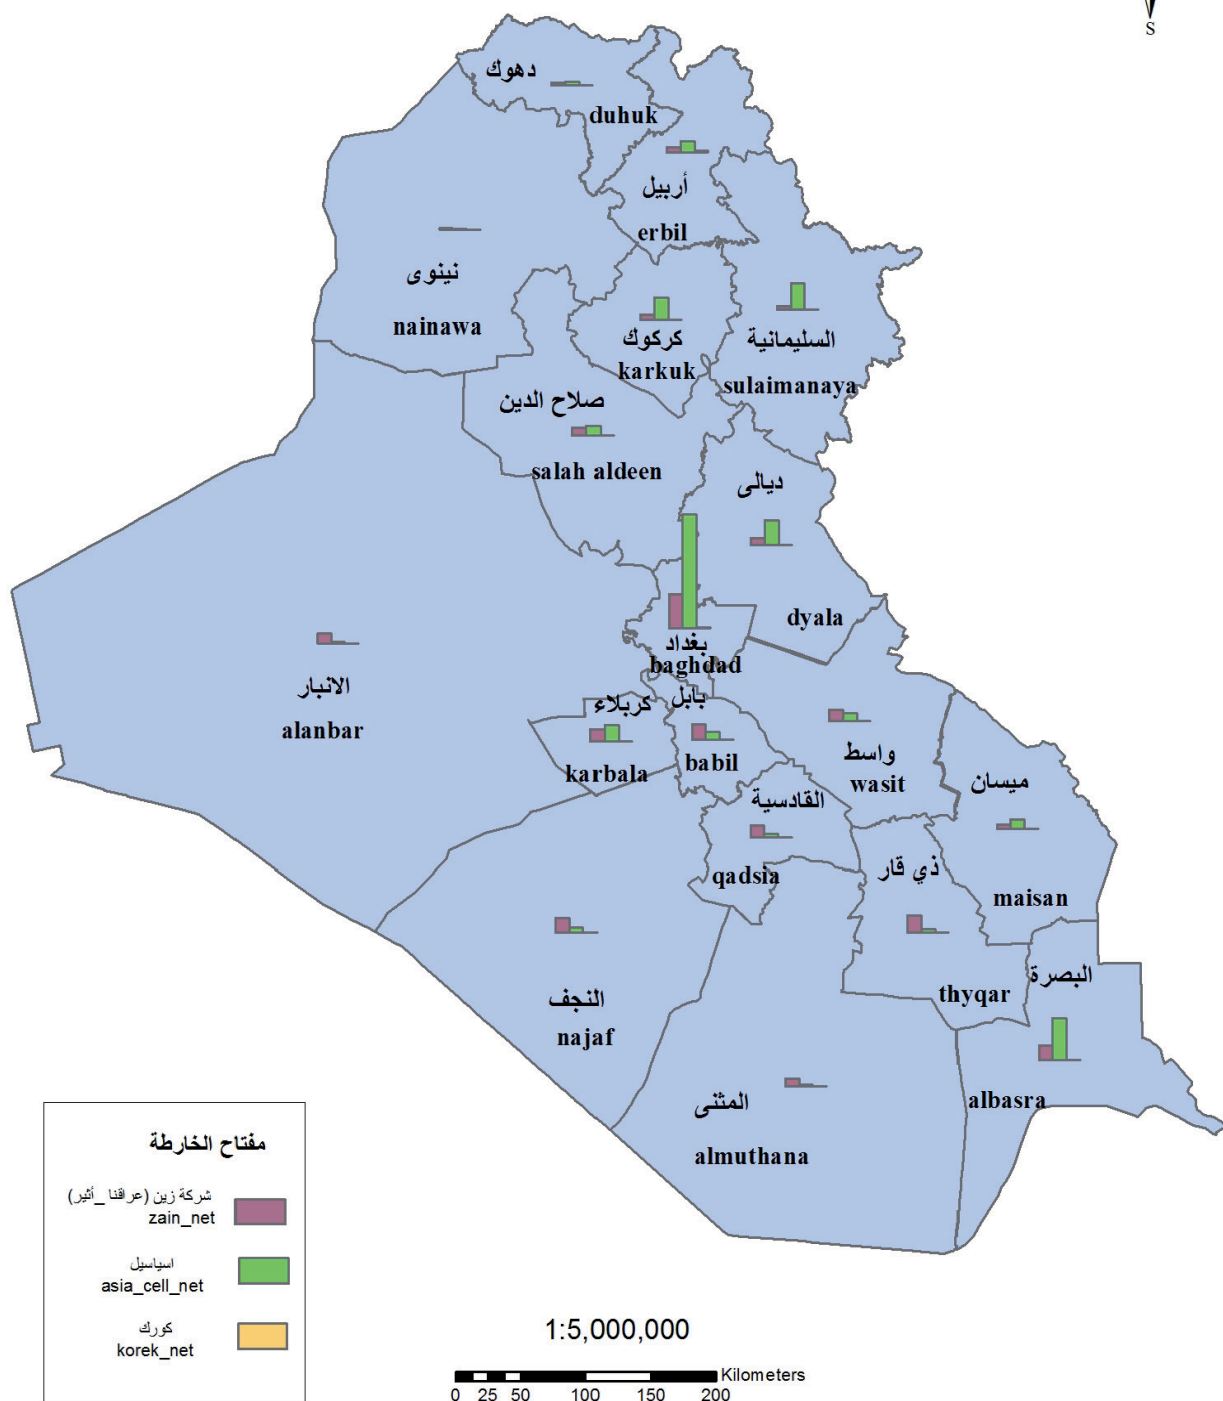 S
دهوك
duhuk
أربيل
erbil
نينوى
nainawa
كركوك
karkuk
السليمانية
sulaimanaya
صلاح الدين
salah aldeen
ديالى
dyala
بغداد
baghdad
الانبار
alanbar
كربلاء
karbala
بابل
babil
واسط
wasit
ميسان
maisan
القادسية
qadsia
ذي قار
thyqar
النجف
najaf
البصرة
albasra
المثنى
almuthana
مفتاح الخارطة
شركة زين (عراقنا _أثير)
zain_net
اسياسيل
asia_cell_net
كورك
korek_net
1:5,000,000
Kilometers
0 25 50 100 150 200